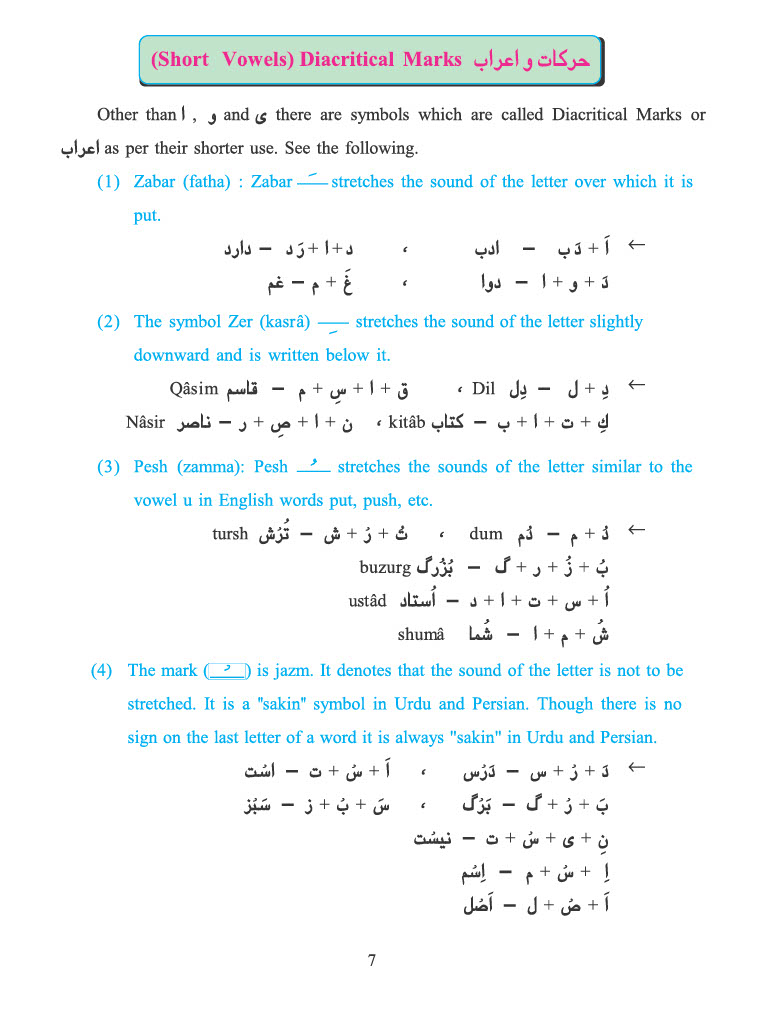 (Short Vowels) Diacritical Marks حرکات و اعراب
Other than ا , و and ی there are symbols which are called Diacritical Marks or
اعراب as per their shorter use. See the following.
(1) Zabar (fatha) : Zabar ــَـ stretches the sound of the letter over which it is
put.
← اَ + دَ ب – ادب ، د + ا + رَ د – دارد
دَ + و + ا – دوا ، غَ + م – غم
(2) The symbol Zer (kasrâ) ــِـ stretches the sound of the letter slightly
downward and is written below it.
← دِ + ل – دِل Dil ، ق + ا + سِ + م – قاسم Qâsim
کِ + ت + ا + ب – کتاب kitâb ، ن + ا + صِ + ر – ناصر Nâsir
(3) Pesh (zamma): Pesh ــُـ stretches the sounds of the letter similar to the
vowel u in English words put, push, etc.
← دُ + م – دُم dum ، تُ + رُ + ش – تُرُش tursh
بُ + زُ + ر + گ – بُزُرگ buzurg
اُ + س + ت + ا + د – اُستاد ustâd
شُ + م + ا – شُما shumâ
(4) The mark (ــُـ) is jazm. It denotes that the sound of the letter is not to be
stretched. It is a "sakin" symbol in Urdu and Persian. Though there is no
sign on the last letter of a word it is always "sakin" in Urdu and Persian.
← دَ + رُ + س – دَرُس ، اَ + سُ + ت – اسُت
بَ + رُ + گ – بَرُگ ، سَ + بُ + ز – سَبُز
نِ + ی + سُ + ت – نیسُت
اِ + سُ + م – اِسُم
اَ + صُ + ل – اَصُل
7